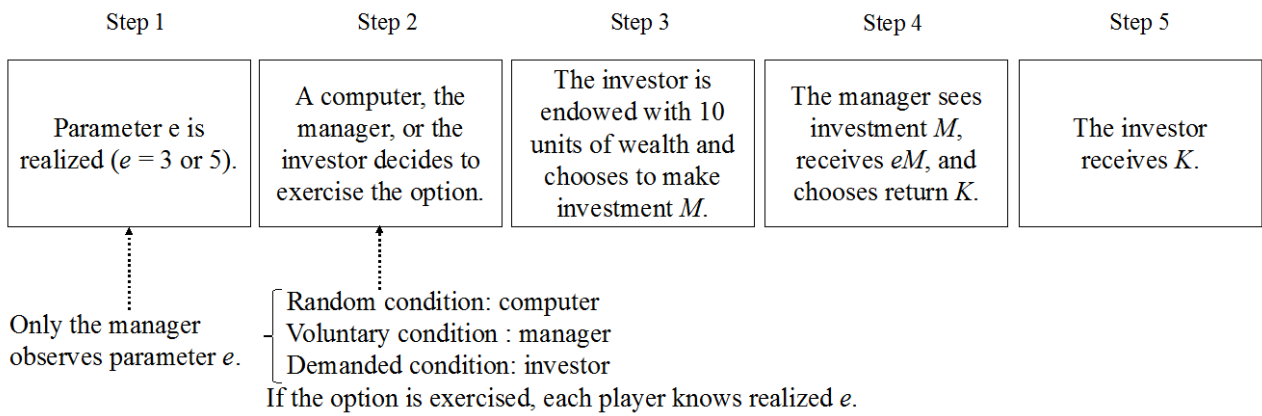 Step 1
Step 2
Step 3
Step 4
Step 5
Parameter e is
realized (e = 3 or 5).
A computer, the
manager, or the
investor decides to
exercise the option.
The investor is
endowed with 10
units of wealth and
chooses to make
investment M.
The manager sees
investment M,
receives eM, and
chooses return K.
The investor
receives K.
Only the manager
observes parameter e.
Random condition: computer
Voluntary condition : manager
Demanded condition: investor
If the option is exercised, each player knows realized e.